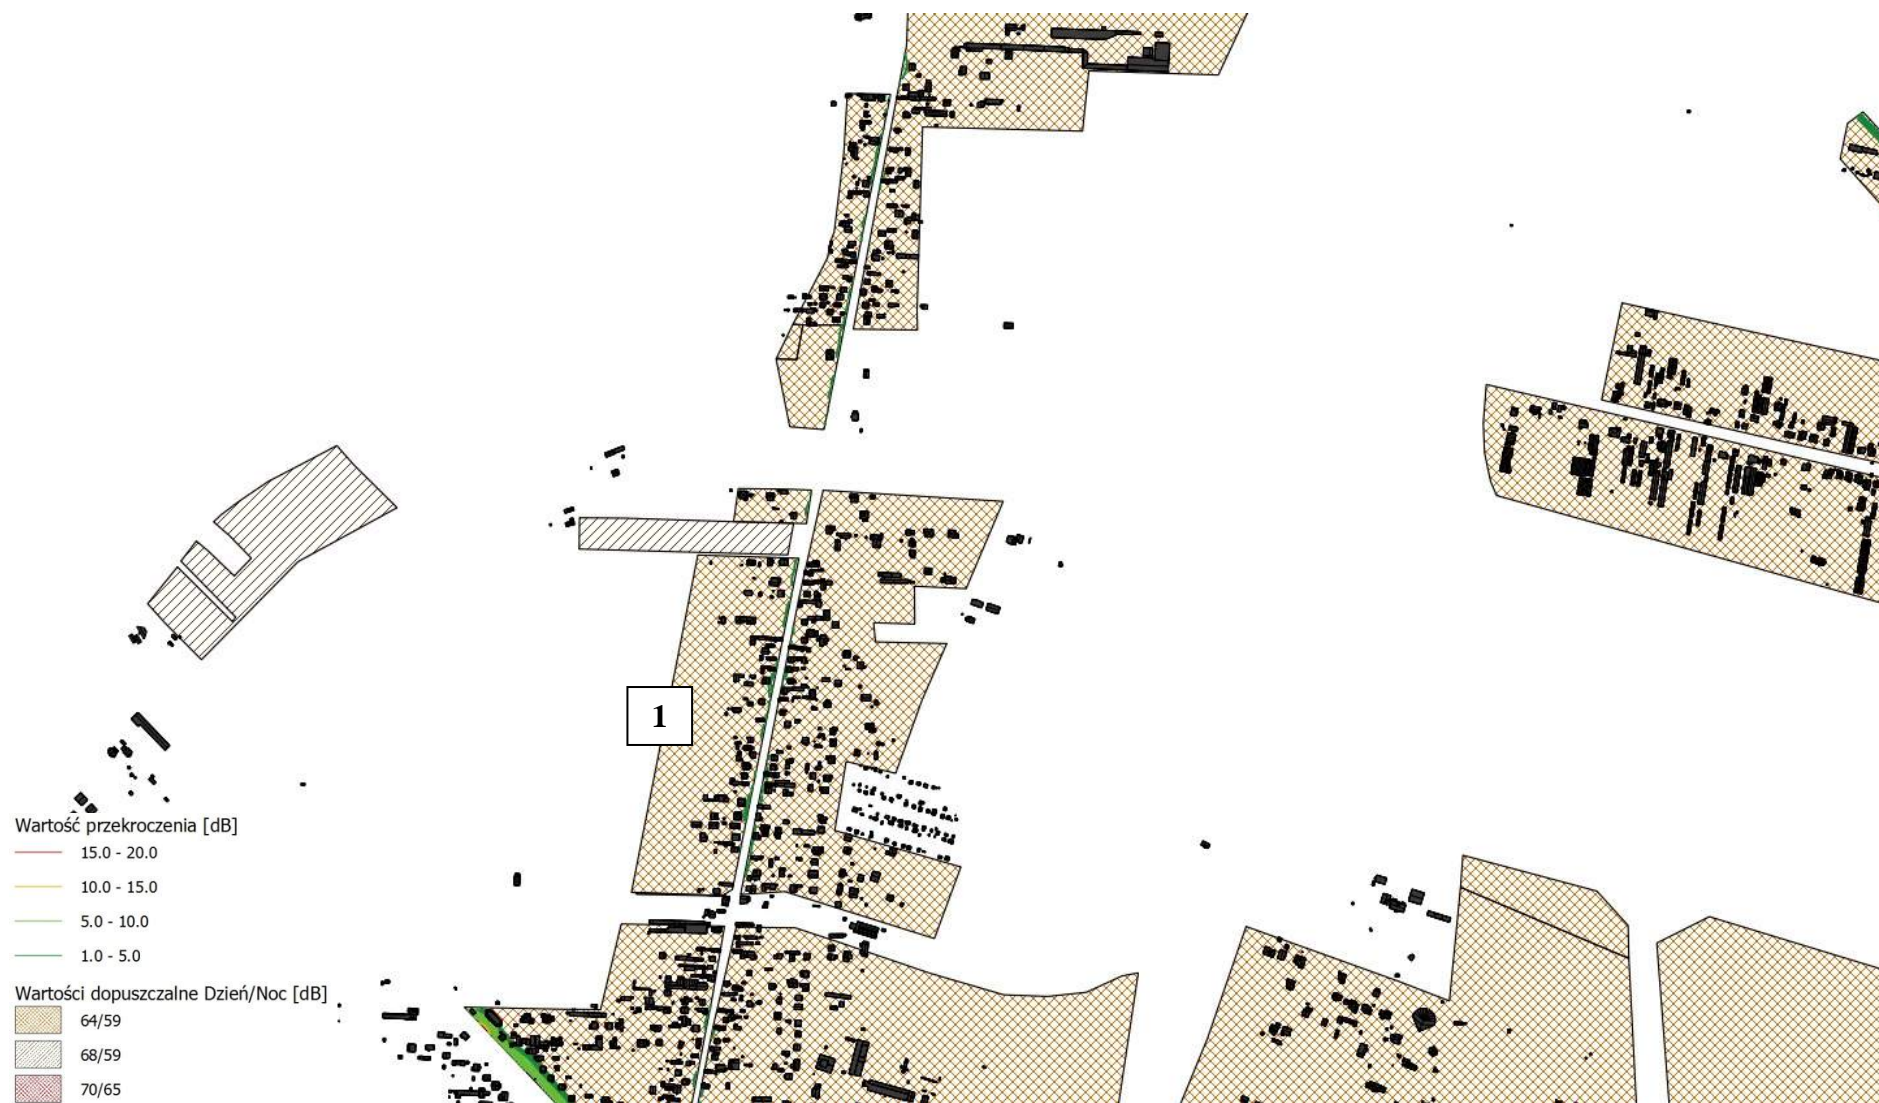 1
Wartość przekroczenia [dB]
15.0 - 20.0
10.0 - 15.0
5.0 - 10.0
1.0 - 5.0
Wartości dopuszczalne Dzień/Noc [dB]
64/59
68/59
70/65